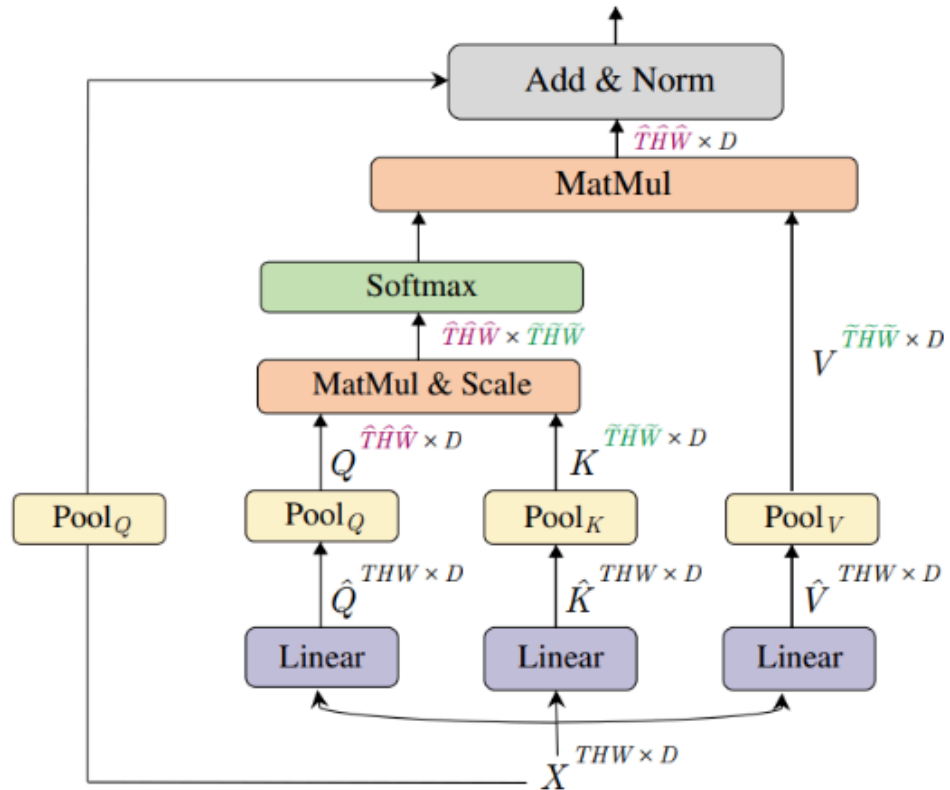 Add & Norm
T̂ĤŴ × D
MatMul
Softmax
T̂ĤŴ × T̃H̃W̃
V T̃H̃W̃ × D
MatMul & Scale
Q T̂ĤŴ × D
K T̃H̃W̃ × D
Pool_Q
Pool_Q
Pool_K
Pool_V
Q̂ THW × D
K̂ THW × D
V̂ THW × D
Linear
Linear
Linear
X THW × D